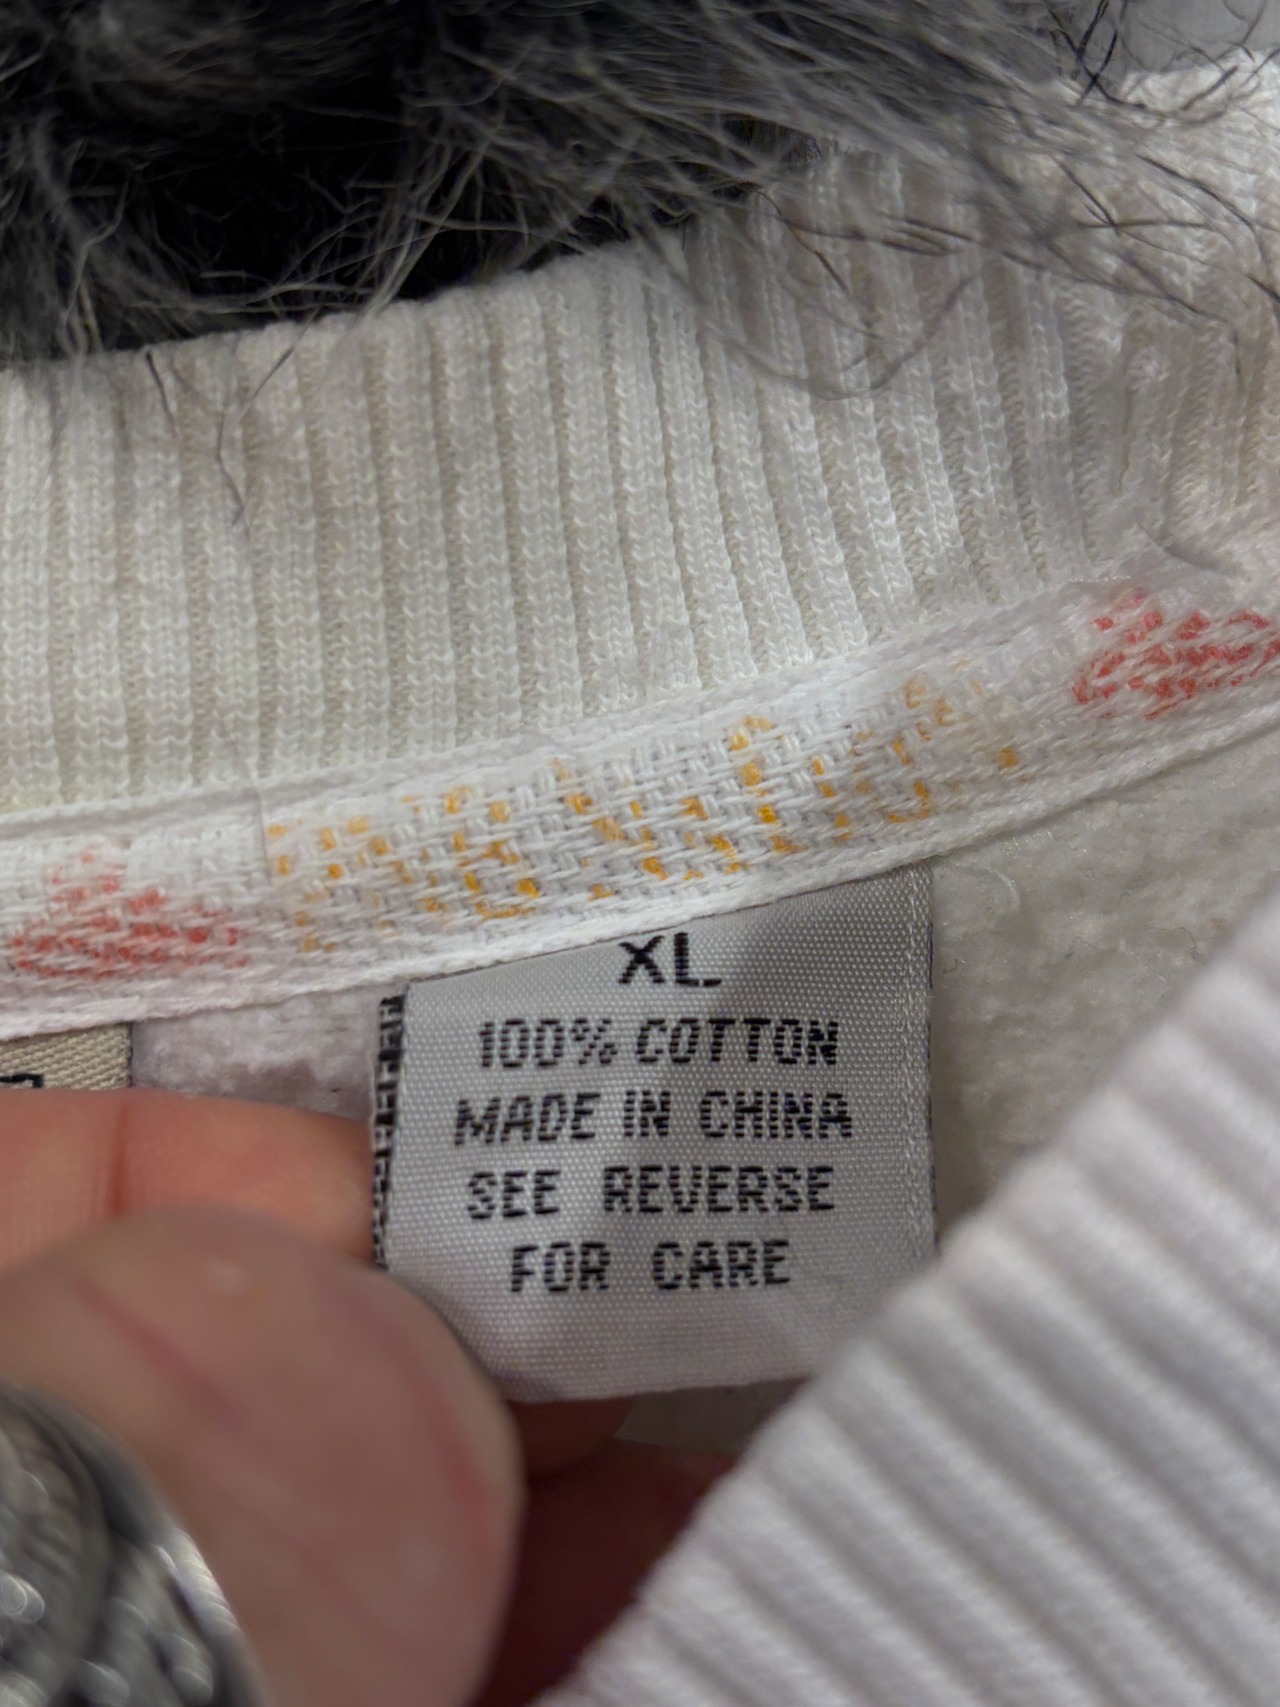 XL
100% COTTON
MADE IN CHINA
SEE REVERSE
FOR CARE